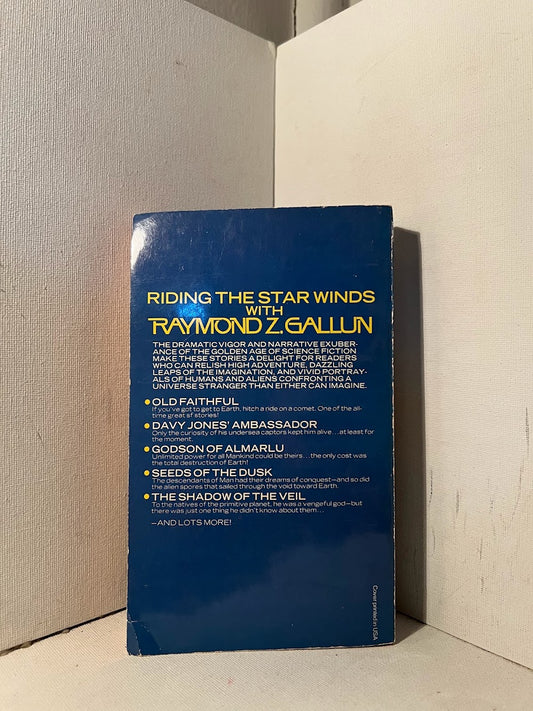 RIDING THE STAR WINDS
WITH
RAYMOND Z. GALLUN
THE DRAMATIC VIGOR AND NARRATIVE EXUBER-
ANCE OF THE GOLDEN AGE OF SCIENCE FICTION
MAKE THESE STORIES A DELIGHT FOR READERS
WHO CAN RELISH HIGH ADVENTURE, DAZZLING
LEAPS OF THE IMAGINATION, AND VIVID PORTRAY-
ALS OF HUMANS AND ALIENS CONFRONTING A
UNIVERSE STRANGER THAN EITHER CAN IMAGINE.
• OLD FAITHFUL
If you've got to get to Earth, hitch a ride on a comet. One of the all-
time great sf stories!
• DAVY JONES' AMBASSADOR
Only the curiosity of his undersea captors kept him alive...at least for
the moment.
• GODSON OF ALMARLU
Unlimited power for all Mankind could be theirs...the only cost was
the total destruction of Earth!
• SEEDS OF THE DUSK
The descendants of Man had their dreams of conquest—and so did
the alien spores that sailed through the void toward Earth.
• THE SHADOW OF THE VEIL
To the natives of the primitive planet, he was a vengeful god—but
there was just one thing he didn't know about them...
—AND LOTS MORE!
Cover printed in USA